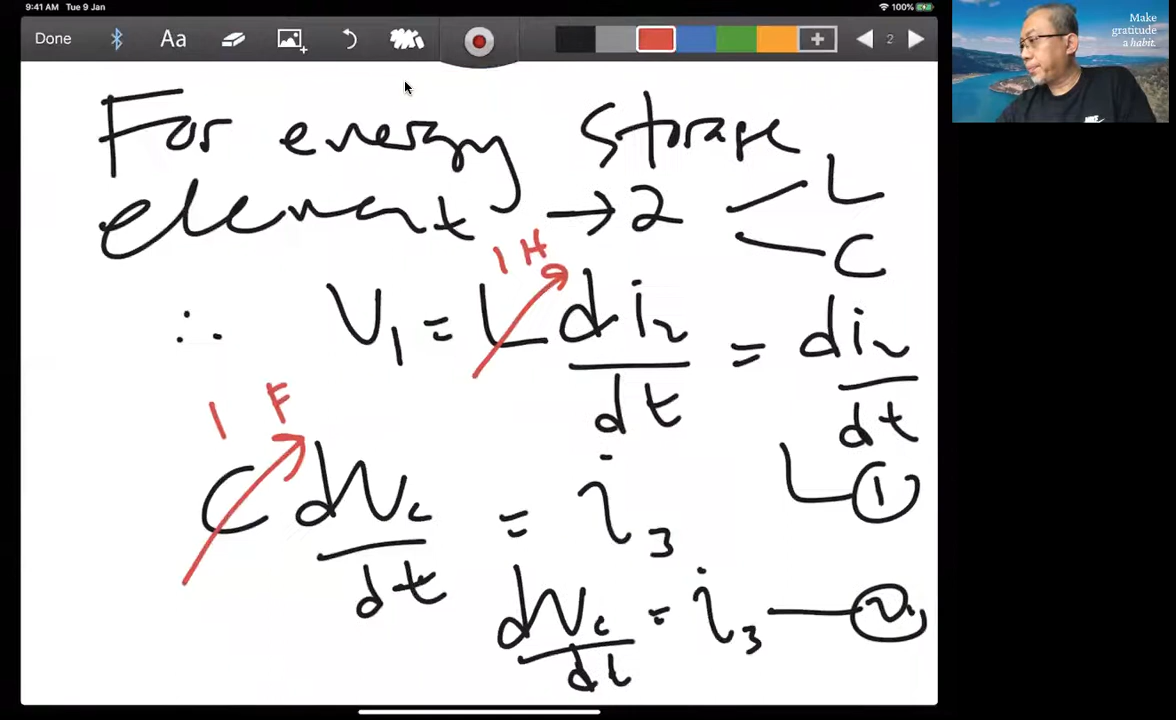 9:41 AM Tue 9 Jan
100%
Done
Aa
2
Make
gratitude
a habit.
For energy storage
element → 2 L
C
1 H
∴ V1 = L di2/dt = di2/dt
1 F
①
C dVc/dt = i3
dVc/dt = i3 — ②